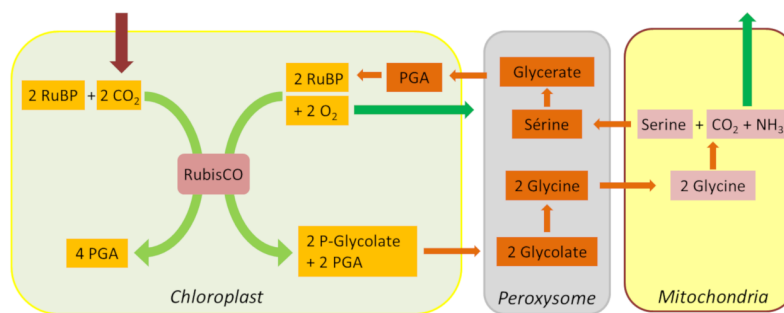 2 RuBP + 2 CO₂
2 RuBP
+ 2 O₂
PGA
Glycerate
Sérine
Serine + CO₂ + NH₃
RubisCO
2 Glycine
2 Glycine
4 PGA
2 P-Glycolate
+ 2 PGA
2 Glycolate
Chloroplast
Peroxysome
Mitochondria